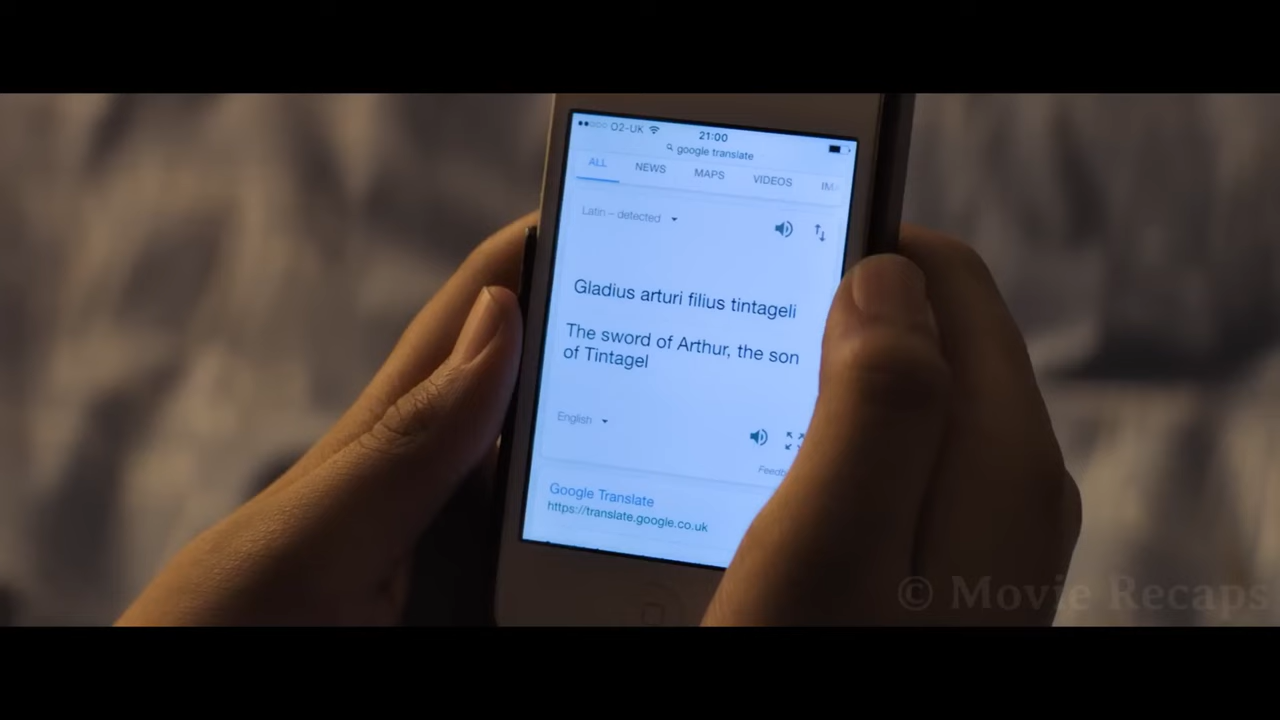 O2-UK 21:00
google translate
ALL NEWS MAPS VIDEOS
Latin – detected
Gladius arturi filius tintageli
The sword of Arthur, the son
of Tintagel
English
Google Translate
https://translate.google.co.uk
© Movie Recaps